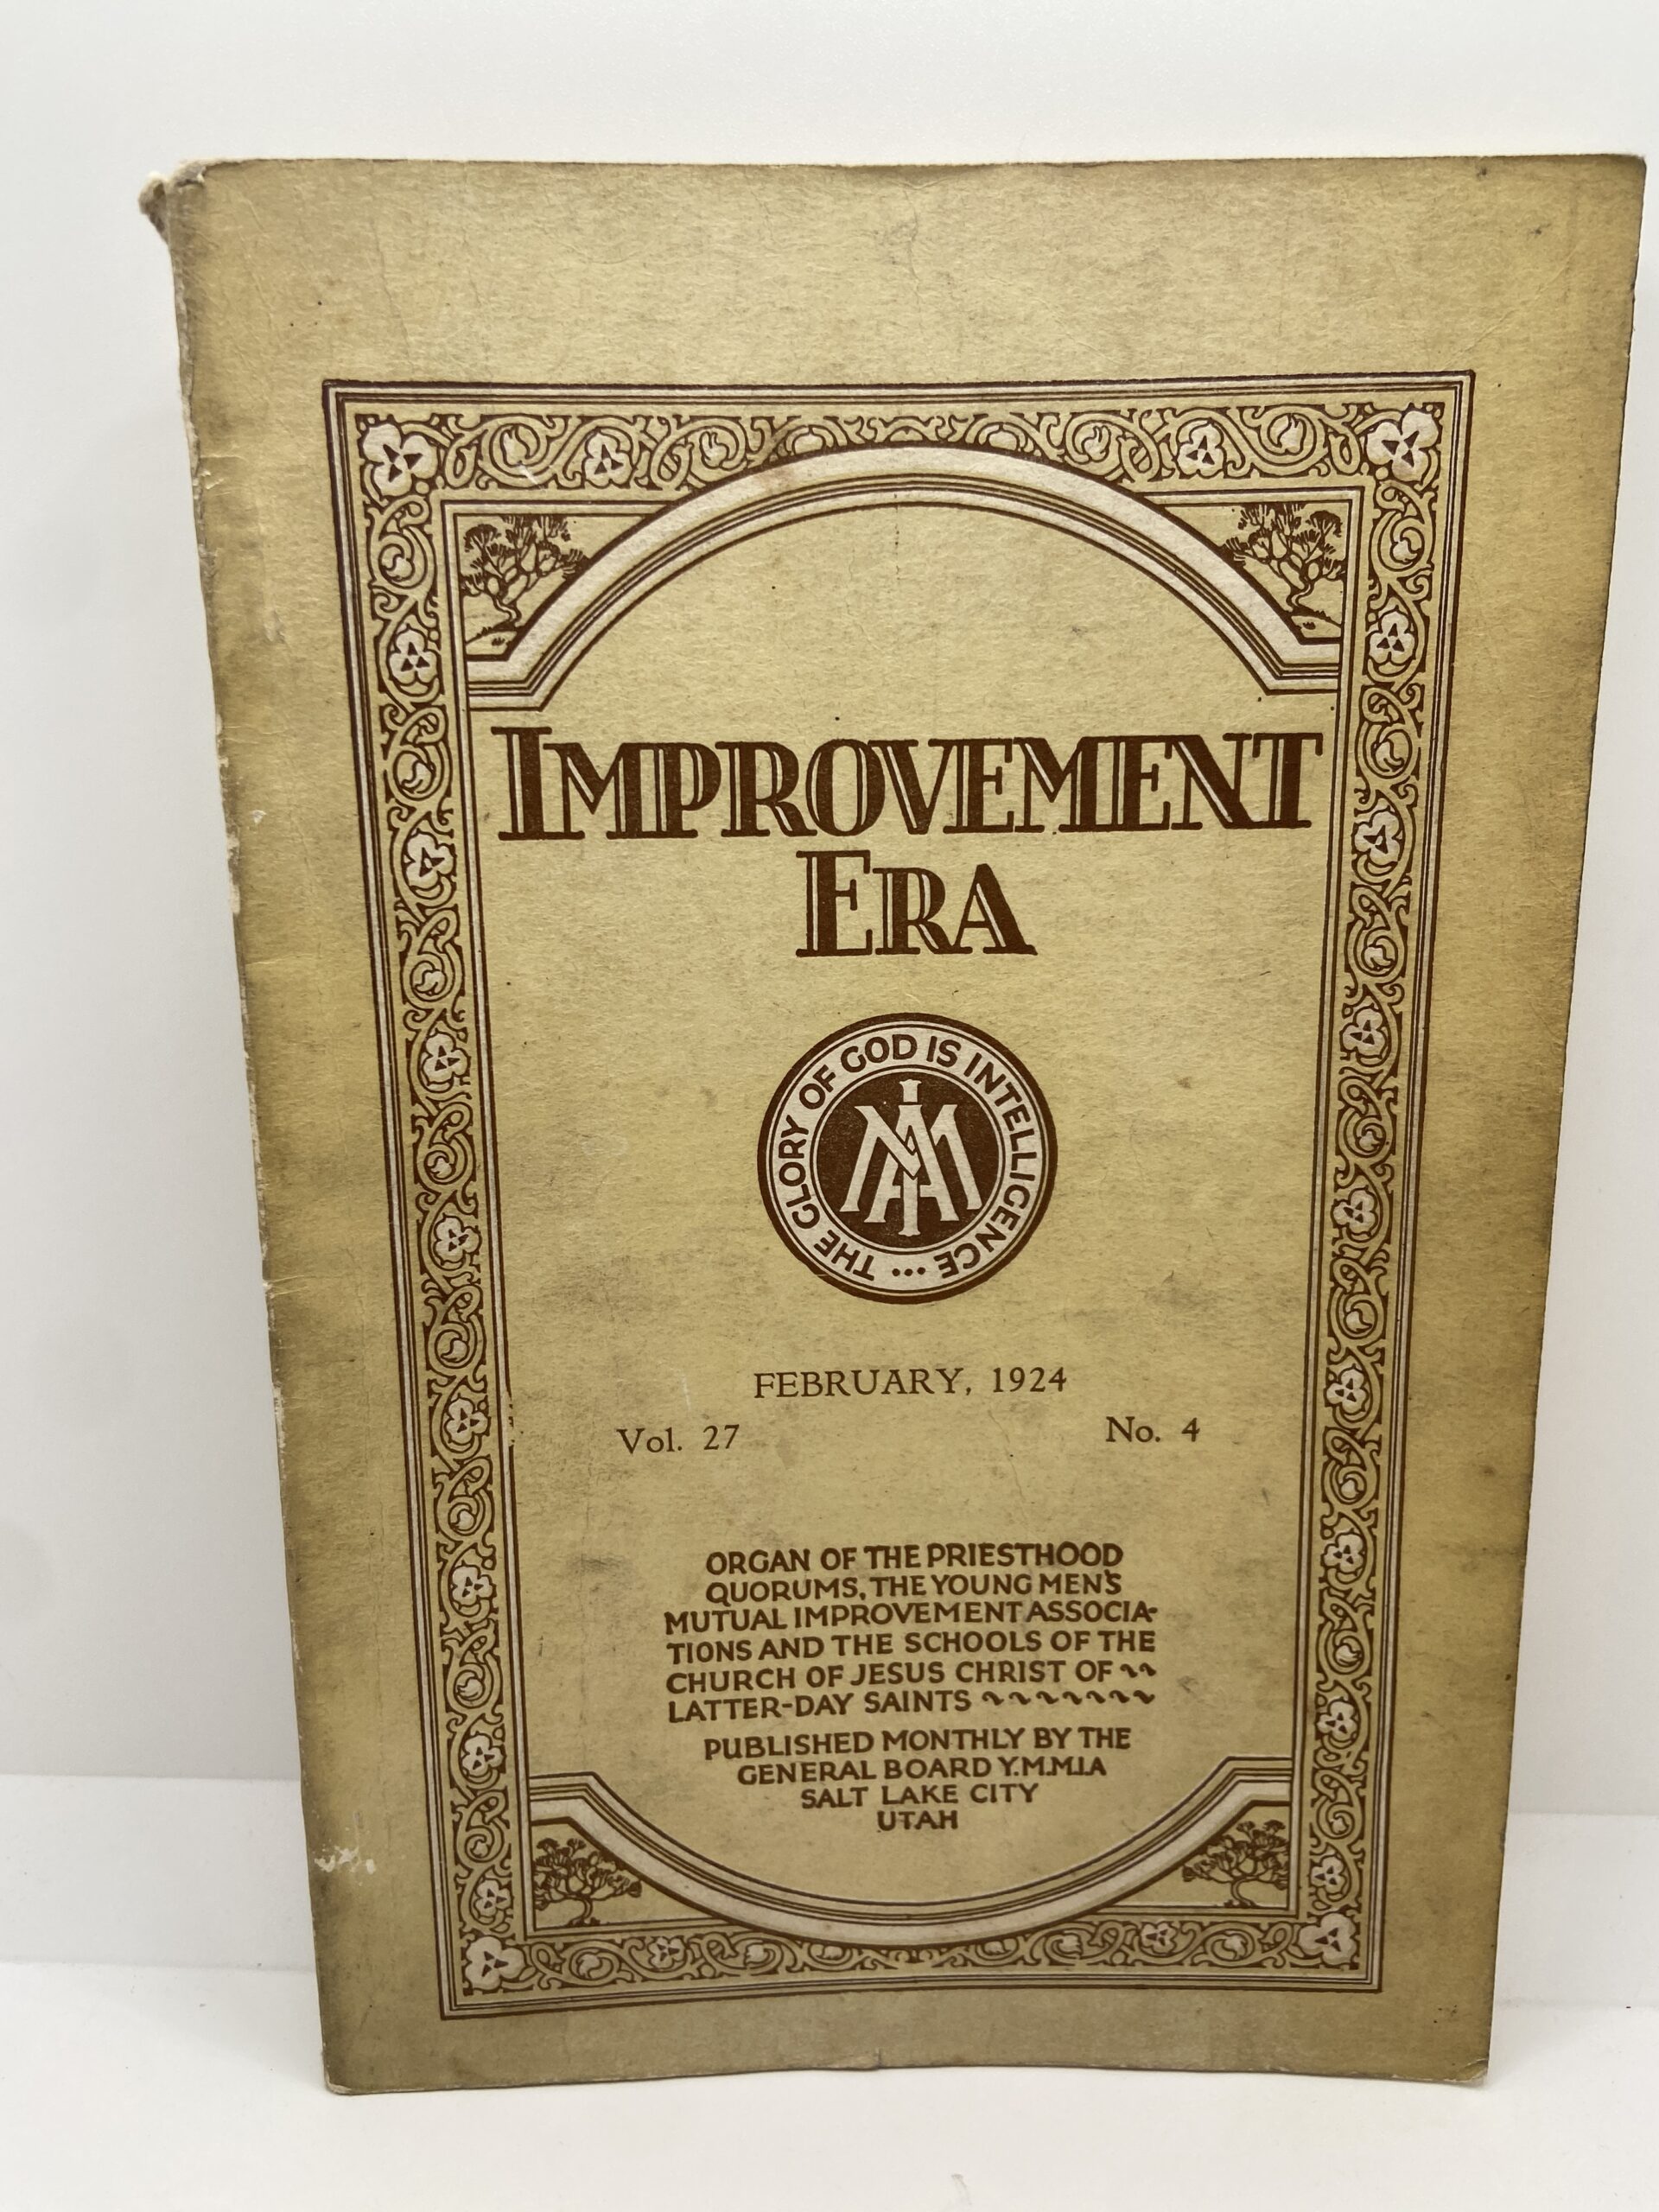 IMPROVEMENT
ERA
THE GLORY OF GOD IS INTELLIGENCE ...
MIA
FEBRUARY, 1924
Vol. 27 No. 4
ORGAN OF THE PRIESTHOOD
QUORUMS, THE YOUNG MEN'S
MUTUAL IMPROVEMENT ASSOCIA-
TIONS AND THE SCHOOLS OF THE
CHURCH OF JESUS CHRIST OF ~~
LATTER-DAY SAINTS ~~~~~~~
PUBLISHED MONTHLY BY THE
GENERAL BOARD Y.M.M.I.A
SALT LAKE CITY
UTAH